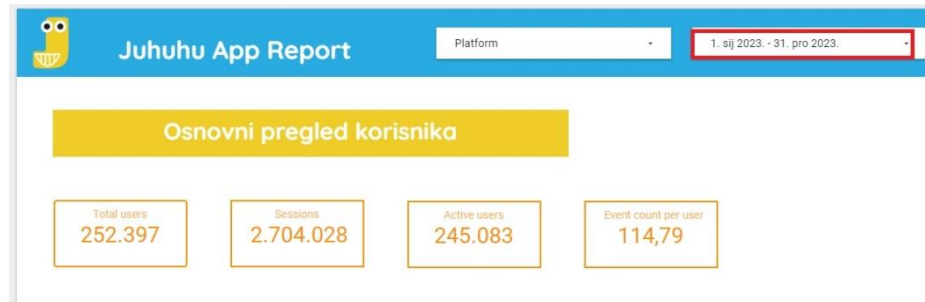 Juhuhu App Report
Platform
1. sij 2023. - 31. pro 2023.
Osnovni pregled korisnika
Total users
252.397
Sessions
2.704.028
Active users
245.083
Event count per user
114,79